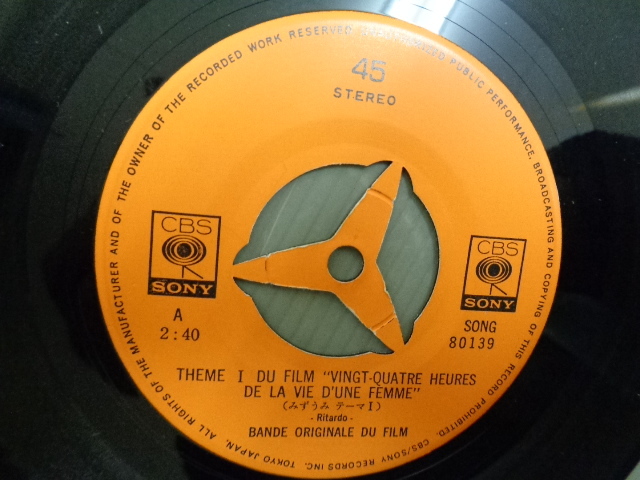 45
STEREO
CBS
SONY
CBS
SONY
A
2:40
SONG
80139
THEME I DU FILM "VINGT-QUATRE HEURES
DE LA VIE D'UNE FEMME"
(みずうみ テーマI)
- Ritardo -
BANDE ORIGINALE DU FILM
ALL RIGHTS OF THE MANUFACTURER AND OF THE OWNER OF THE RECORDED WORK RESERVED PUBLIC PERFORMANCE, BROADCASTING AND COPYING OF THIS RECORD PROHIBITED. CBS/SONY RECORDS INC. TOKYO JAPAN.